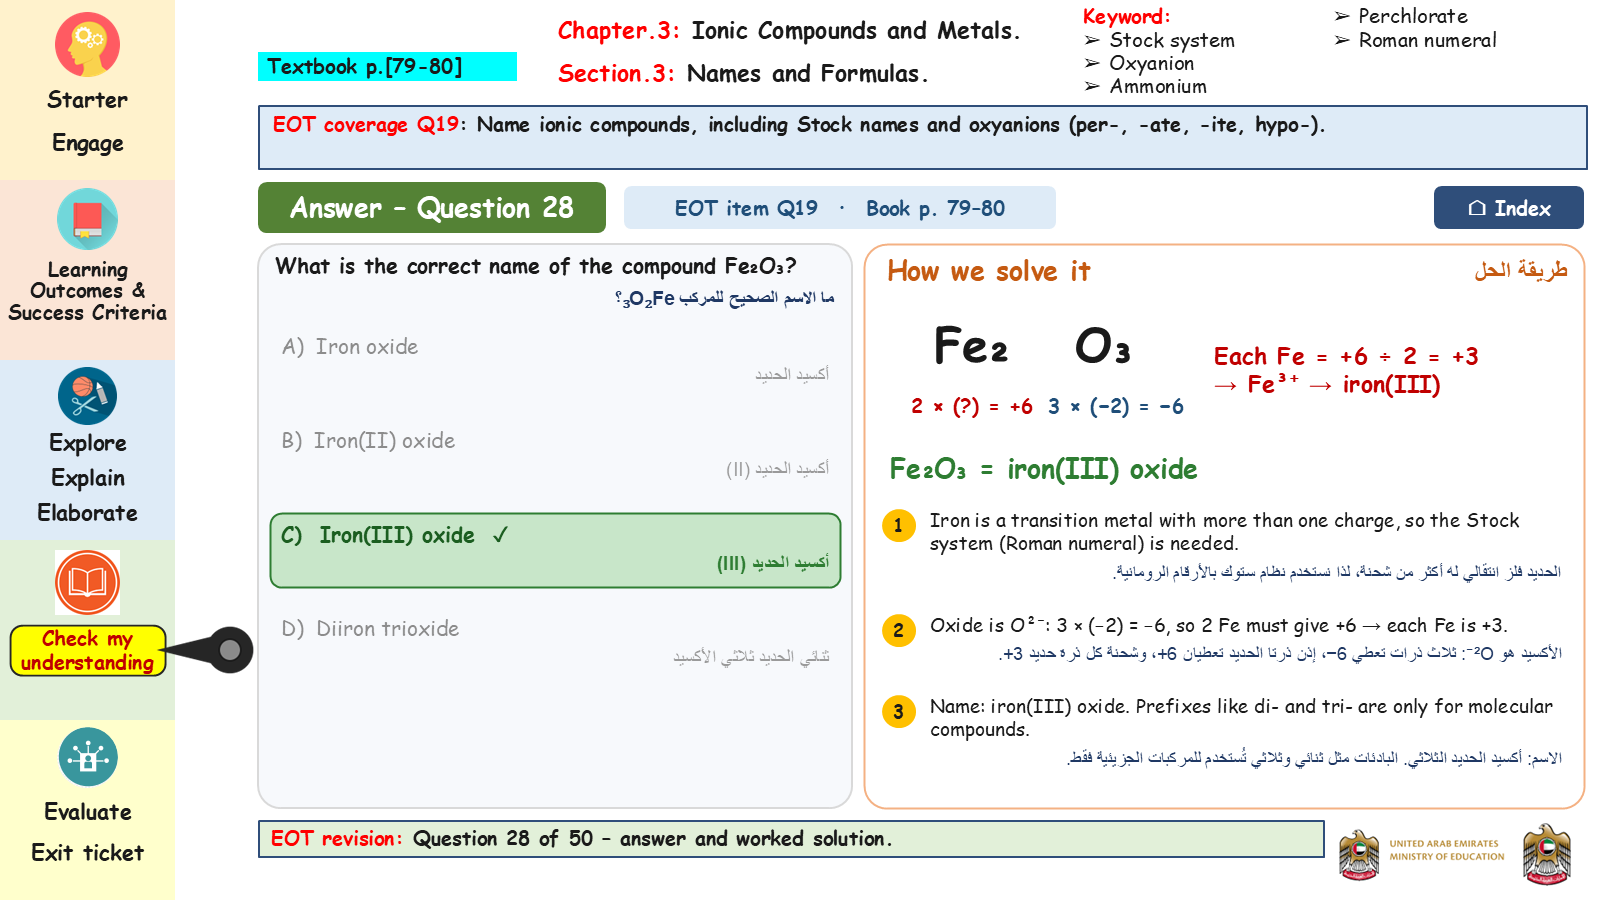 Starter
Engage
Learning
Outcomes &
Success Criteria
Explore
Explain
Elaborate
Check my
understanding
Evaluate
Exit ticket
Textbook p.[79-80]
Chapter.3: Ionic Compounds and Metals.
Section.3: Names and Formulas.
Keyword:
➢ Stock system
➢ Oxyanion
➢ Ammonium
➢ Perchlorate
➢ Roman numeral
EOT coverage Q19: Name ionic compounds, including Stock names and oxyanions (per-, -ate, -ite, hypo-).
Answer – Question 28
EOT item Q19 · Book p. 79–80
☖ Index
What is the correct name of the compound Fe₂O₃?
ما الاسم الصحيح للمركب Fe₂O₃؟
A) Iron oxide
أكسيد الحديد
B) Iron(II) oxide
أكسيد الحديد (II)
C) Iron(III) oxide ✓
أكسيد الحديد (III)
D) Diiron trioxide
ثنائي الحديد ثلاثي الأكسيد
How we solve it
طريقة الحل
Fe₂ O₃
2 × (?) = +6 3 × (−2) = −6
Each Fe = +6 ÷ 2 = +3
→ Fe³⁺ → iron(III)
Fe₂O₃ = iron(III) oxide
1 Iron is a transition metal with more than one charge, so the Stock
system (Roman numeral) is needed.
الحديد فلز انتقالي له أكثر من شحنة، لذا نستخدم نظام ستوك بالأرقام الرومانية.
2 Oxide is O²⁻: 3 × (−2) = −6, so 2 Fe must give +6 → each Fe is +3.
الأكسيد هو O²⁻: ثلاث ذرات تعطي −6، إذن ذرتا الحديد تعطيان +6، وشحنة كل ذرة حديد +3.
3 Name: iron(III) oxide. Prefixes like di- and tri- are only for molecular
compounds.
الاسم: أكسيد الحديد الثلاثي. البادئات مثل ثنائي وثلاثي تُستخدم للمركبات الجزيئية فقط.
EOT revision: Question 28 of 50 – answer and worked solution.
UNITED ARAB EMIRATES
MINISTRY OF EDUCATION